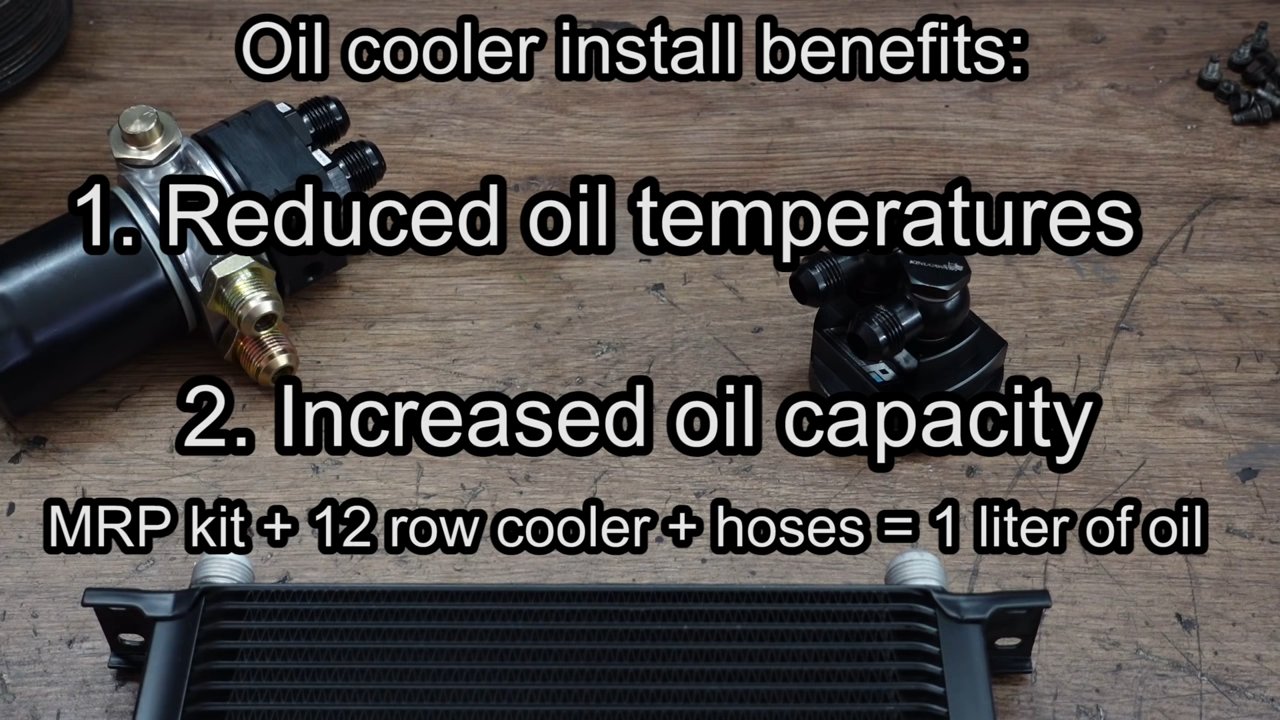 Oil cooler install benefits:
1. Reduced oil temperatures
2. Increased oil capacity
MRP kit + 12 row cooler + hoses = 1 liter of oil